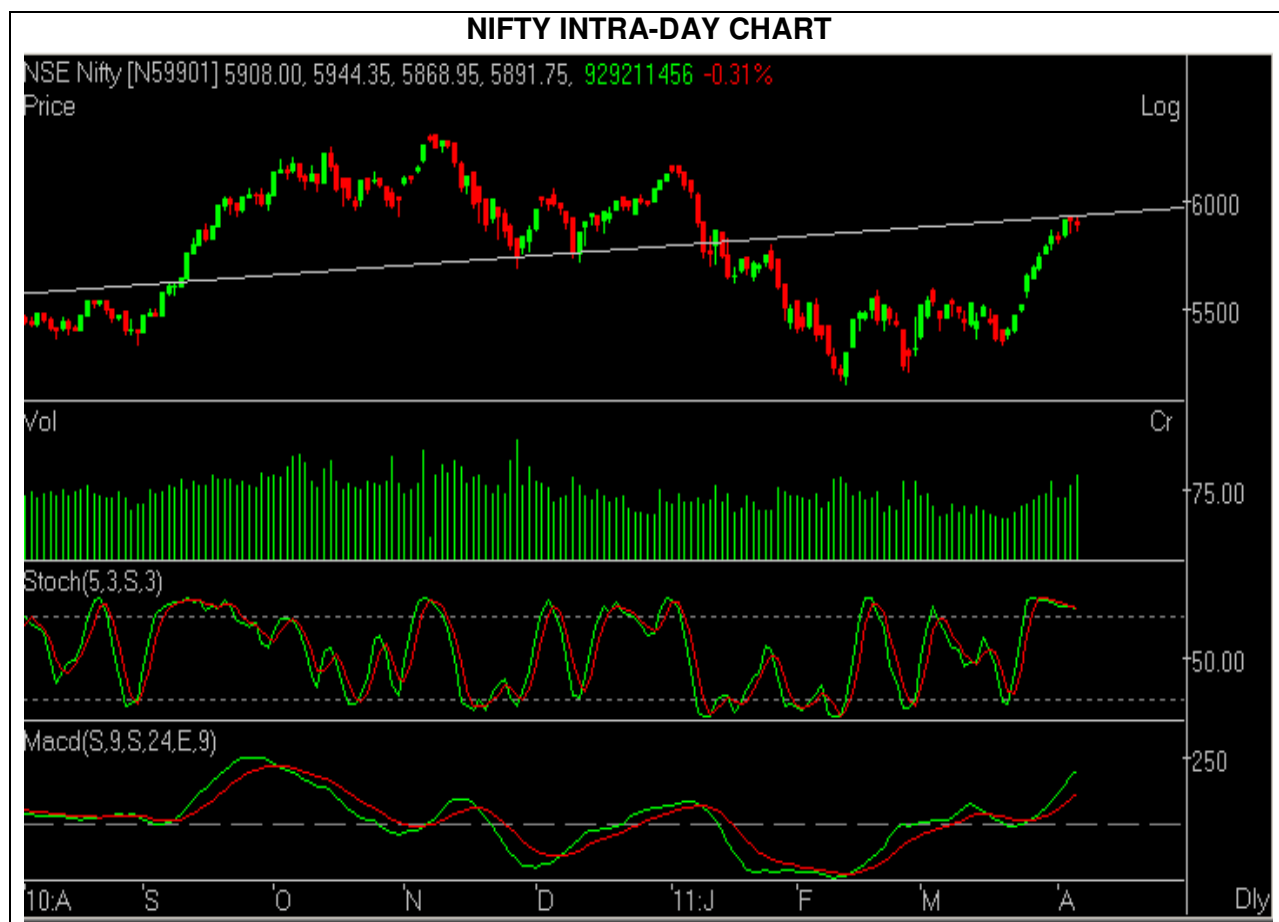 NIFTY INTRA-DAY CHART
NSE Nifty [N59901] 5908.00, 5944.35, 5868.95, 5891.75, 929211456 -0.31%
Price Log
6000
5500
Vol Cr
75.00
Stoch(5,3,S,3)
50.00
Macd(S,9,S,24,E,9)
250
'10:A 'S 'O 'N 'D '11:J 'F 'M 'A Dly